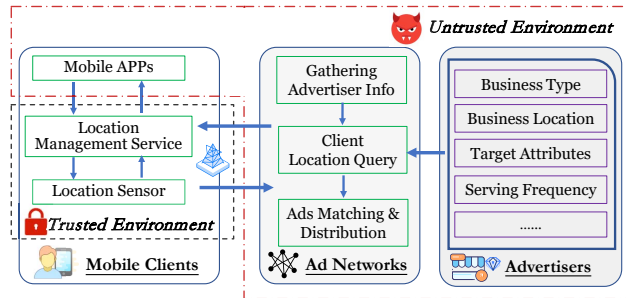 Untrusted Environment
Mobile APPs
Location
Management Service
Location Sensor
Trusted Environment
Mobile Clients
Gathering
Advertiser Info
Client
Location Query
Ads Matching &
Distribution
Ad Networks
Business Type
Business Location
Target Attributes
Serving Frequency
......
Advertisers